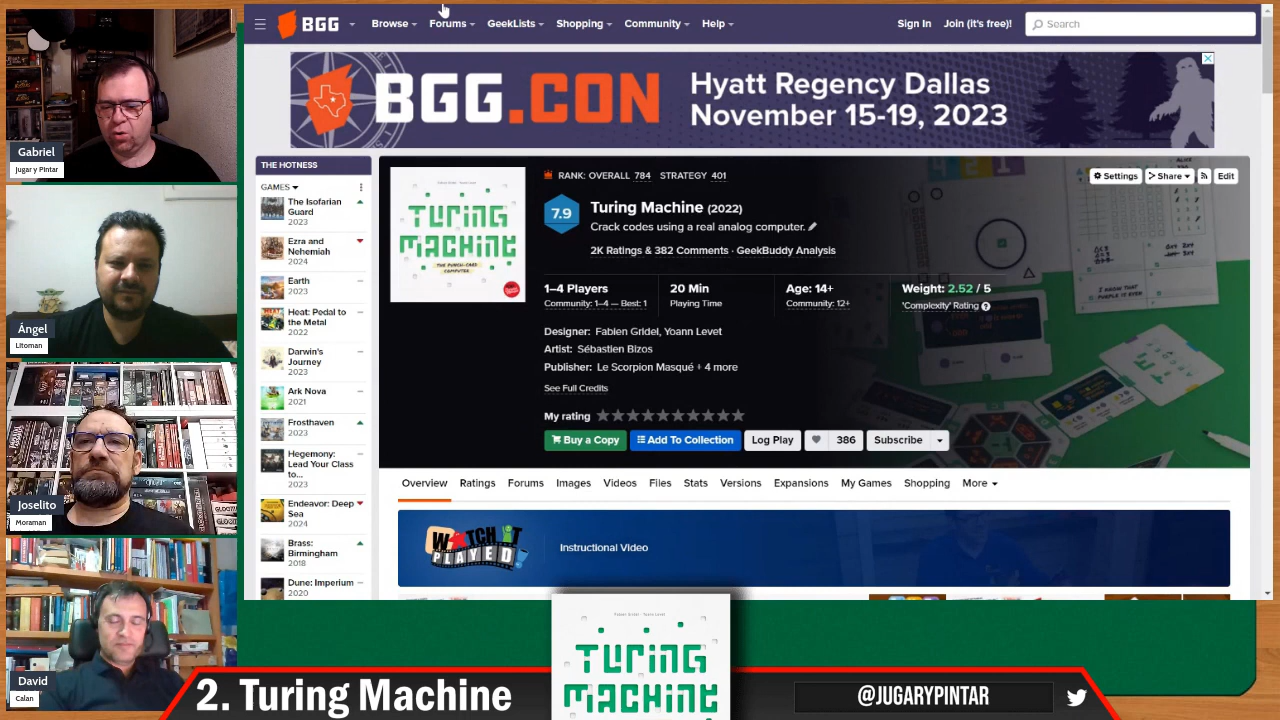 BGG
Browse
Forums
GeekLists
Shopping
Community
Help
Sign In
Join (it's free)!
Search
BGG.CON
Hyatt Regency Dallas
November 15-19, 2023
Gabriel
Jugar y Pintar
Ángel
Litoman
Joselito
Moraman
David
Calan
THE HOTNESS
GAMES
The Isofarian
Guard
2023
Ezra and
Nehemiah
2024
Earth
2023
Heat: Pedal to
the Metal
2022
Darwin's
Journey
2023
Ark Nova
2021
Frosthaven
2023
Hegemony:
Lead Your Class
to...
2023
Endeavor: Deep
Sea
2024
Brass:
Birmingham
2018
Dune: Imperium
2020
TURING
MACHINE
THE PUNCH-CARD
COMPUTER
RANK: OVERALL 784 STRATEGY 401
Settings
Share
Edit
7.9
Turing Machine (2022)
Crack codes using a real analog computer.
2K Ratings & 382 Comments · GeekBuddy Analysis
1–4 Players
Community: 1–4 — Best: 1
20 Min
Playing Time
Age: 14+
Community: 12+
Weight: 2.52 / 5
'Complexity' Rating
Designer: Fabien Gridel, Yoann Levet
Artist: Sébastien Bizos
Publisher: Le Scorpion Masqué + 4 more
See Full Credits
My rating
Buy a Copy
Add To Collection
Log Play
386
Subscribe
Overview
Ratings
Forums
Images
Videos
Files
Stats
Versions
Expansions
My Games
Shopping
More
WATCH IT
PLAYED
Instructional Video
Fabien Gridel · Yoann Levet
TURING
MACHINE
2. Turing Machine
@JUGARYPINTAR